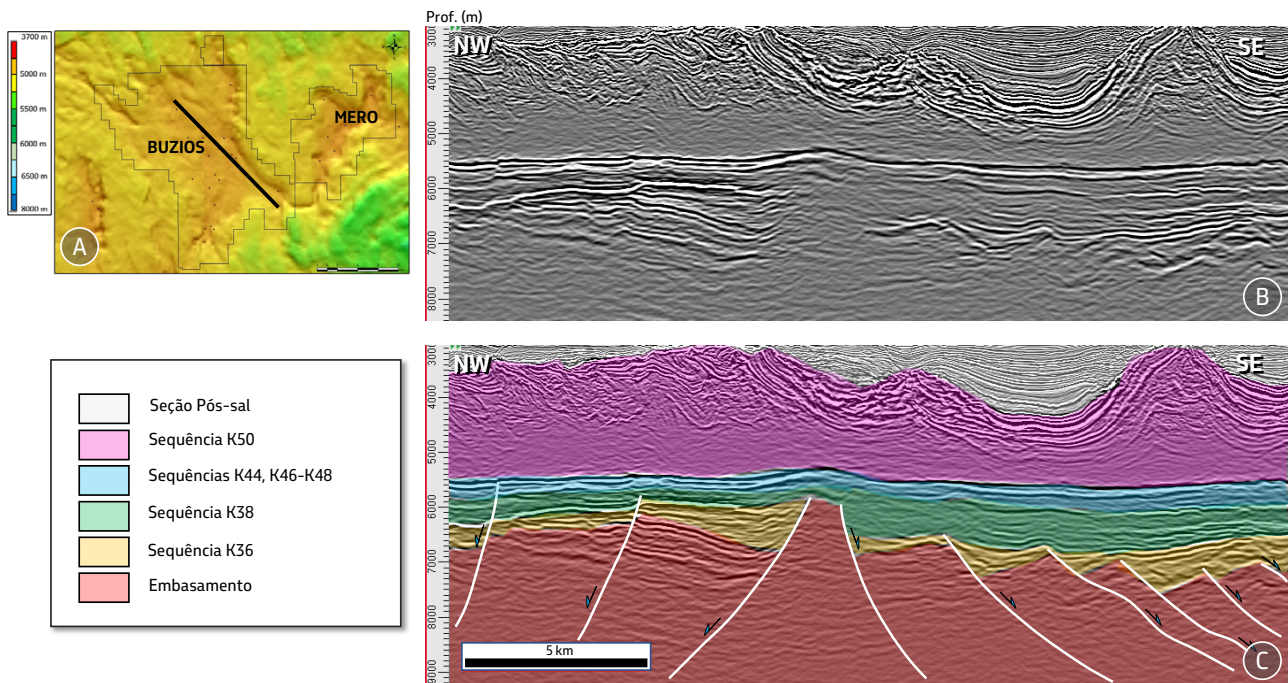 3700 m
5000 m
5500 m
6000 m
6500 m
7000 m
8000 m
BUZIOS
MERO
A
Prof. (m)
NW
SE
3000
4000
5000
6000
7000
8000
B
Seção Pós-sal
Sequência K50
Sequências K44, K46-K48
Sequência K38
Sequência K36
Embasamento
NW
SE
3000
4000
5000
6000
7000
8000
9000
5 km
C